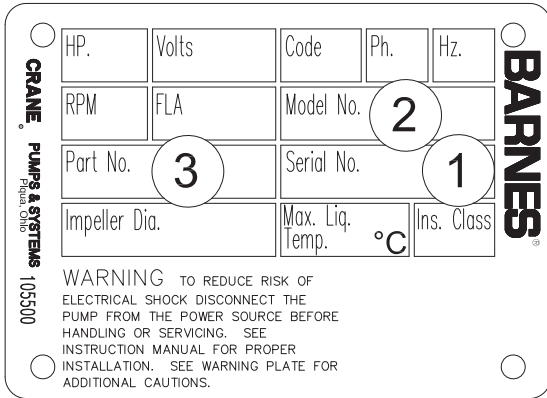 HP. Volts Code Ph. Hz.
RPM FLA Model No. 2
Part No. 3 Serial No. 1
Impeller Dia. Max. Liq. Temp. °C Ins. Class
WARNING TO REDUCE RISK OF
ELECTRICAL SHOCK DISCONNECT THE
PUMP FROM THE POWER SOURCE BEFORE
HANDLING OR SERVICING. SEE
INSTRUCTION MANUAL FOR PROPER
INSTALLATION. SEE WARNING PLATE FOR
ADDITIONAL CAUTIONS.
CRANE® PUMPS & SYSTEMS 105500
Piqua, Ohio
BARNES®